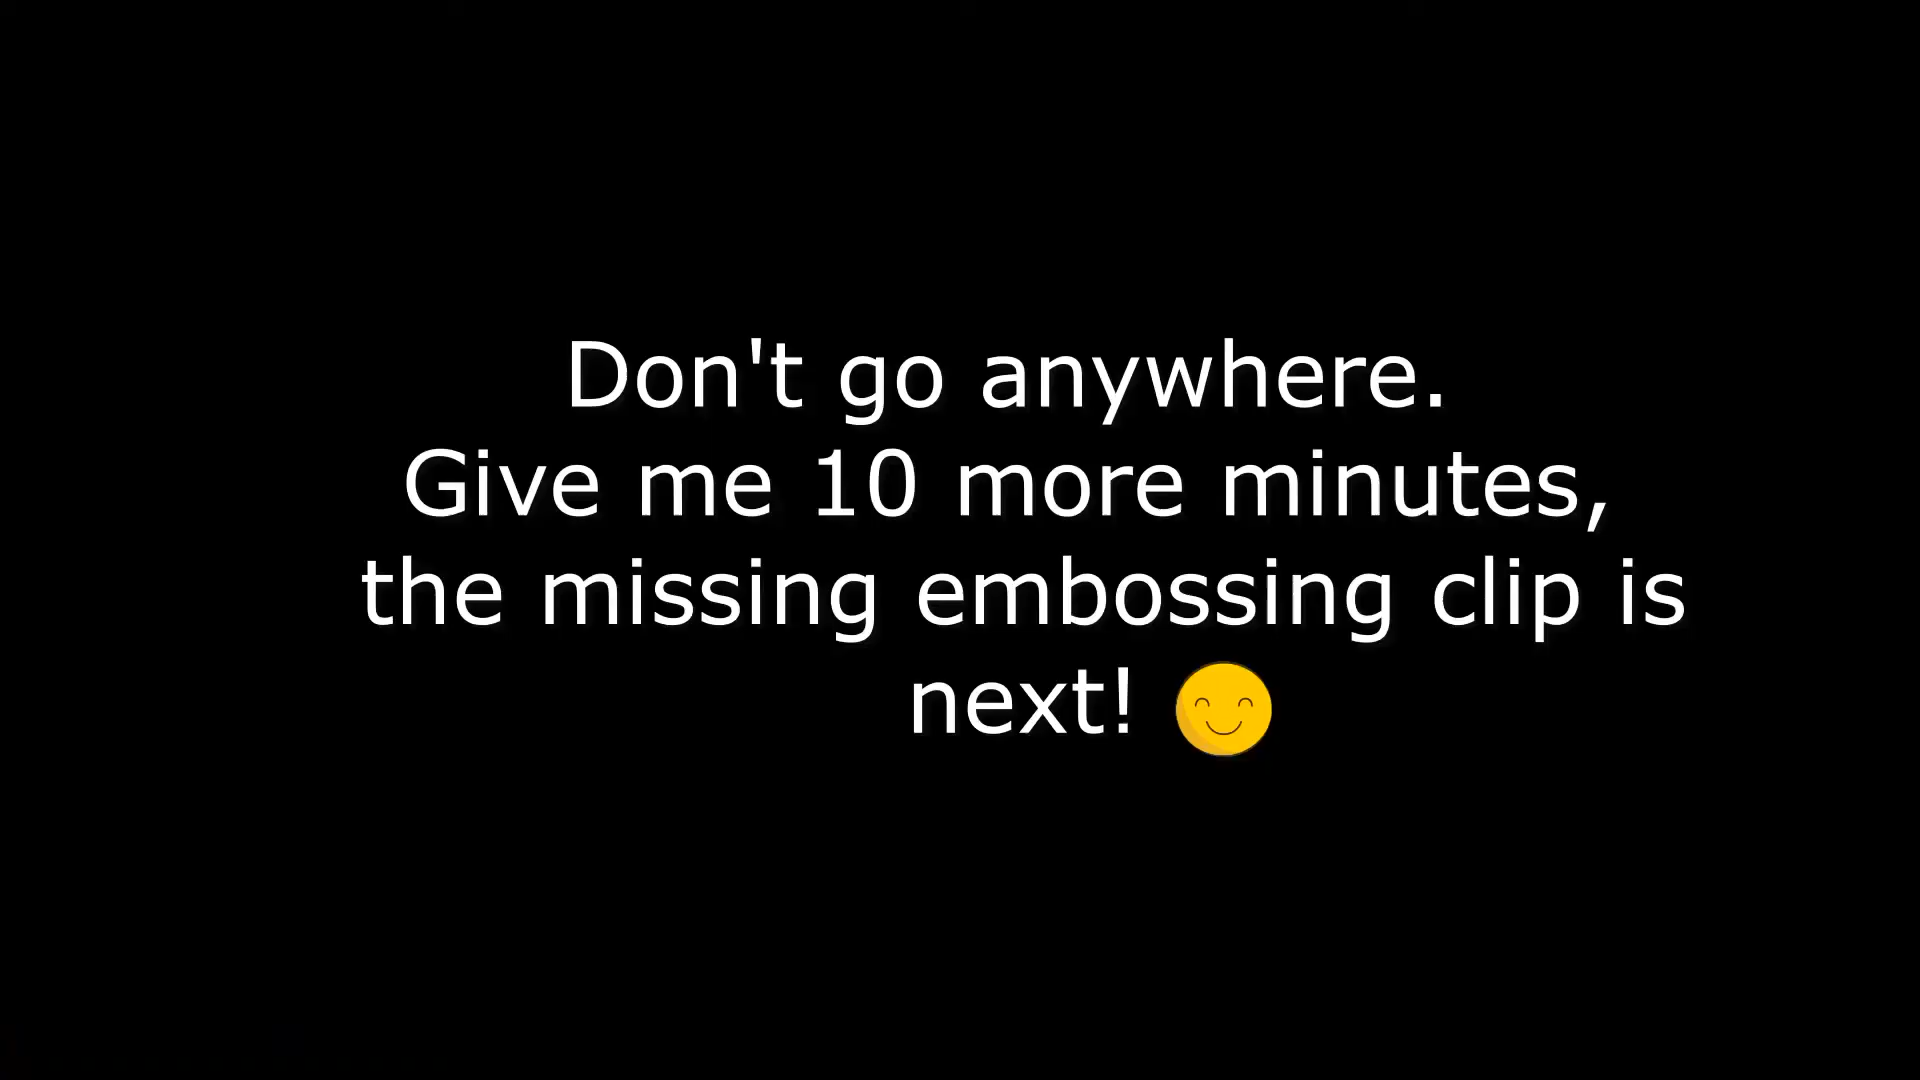 Don't go anywhere.
Give me 10 more minutes,
the missing embossing clip is
next!